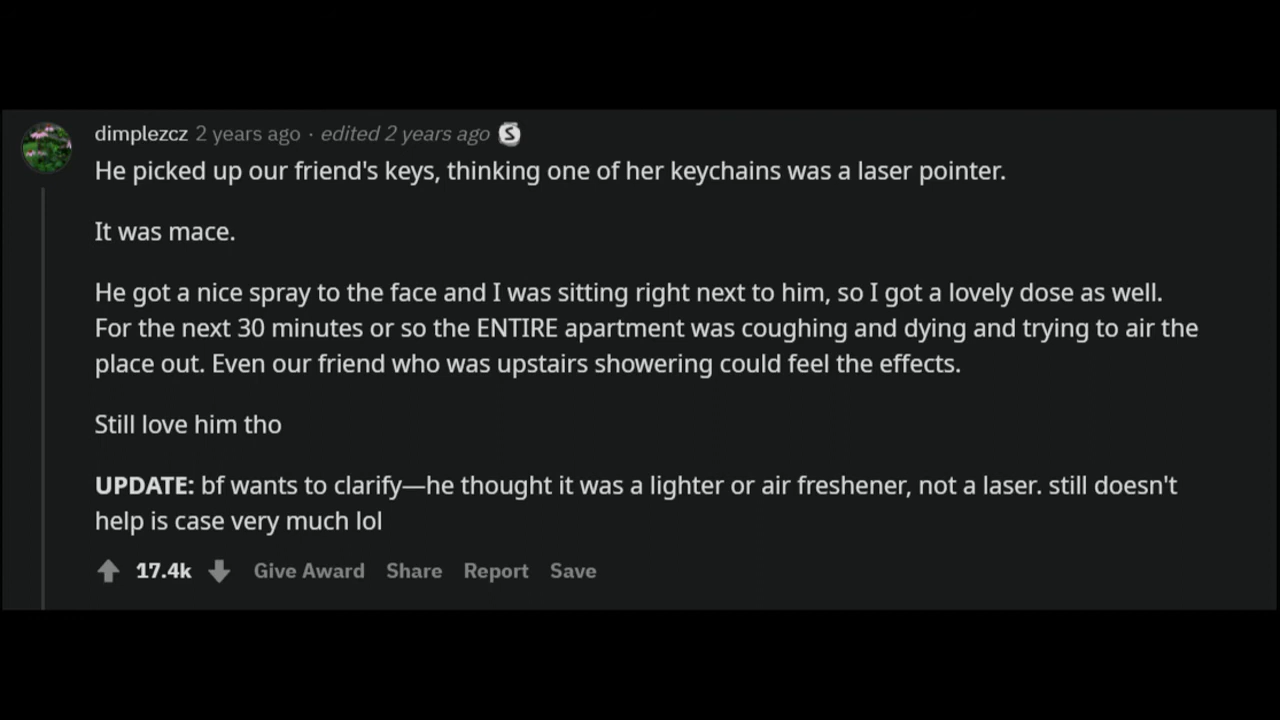 dimplezcz 2 years ago · edited 2 years ago S
He picked up our friend's keys, thinking one of her keychains was a laser pointer.
It was mace.
He got a nice spray to the face and I was sitting right next to him, so I got a lovely dose as well.
For the next 30 minutes or so the ENTIRE apartment was coughing and dying and trying to air the
place out. Even our friend who was upstairs showering could feel the effects.
Still love him tho
UPDATE: bf wants to clarify—he thought it was a lighter or air freshener, not a laser. still doesn't
help is case very much lol
17.4k Give Award Share Report Save